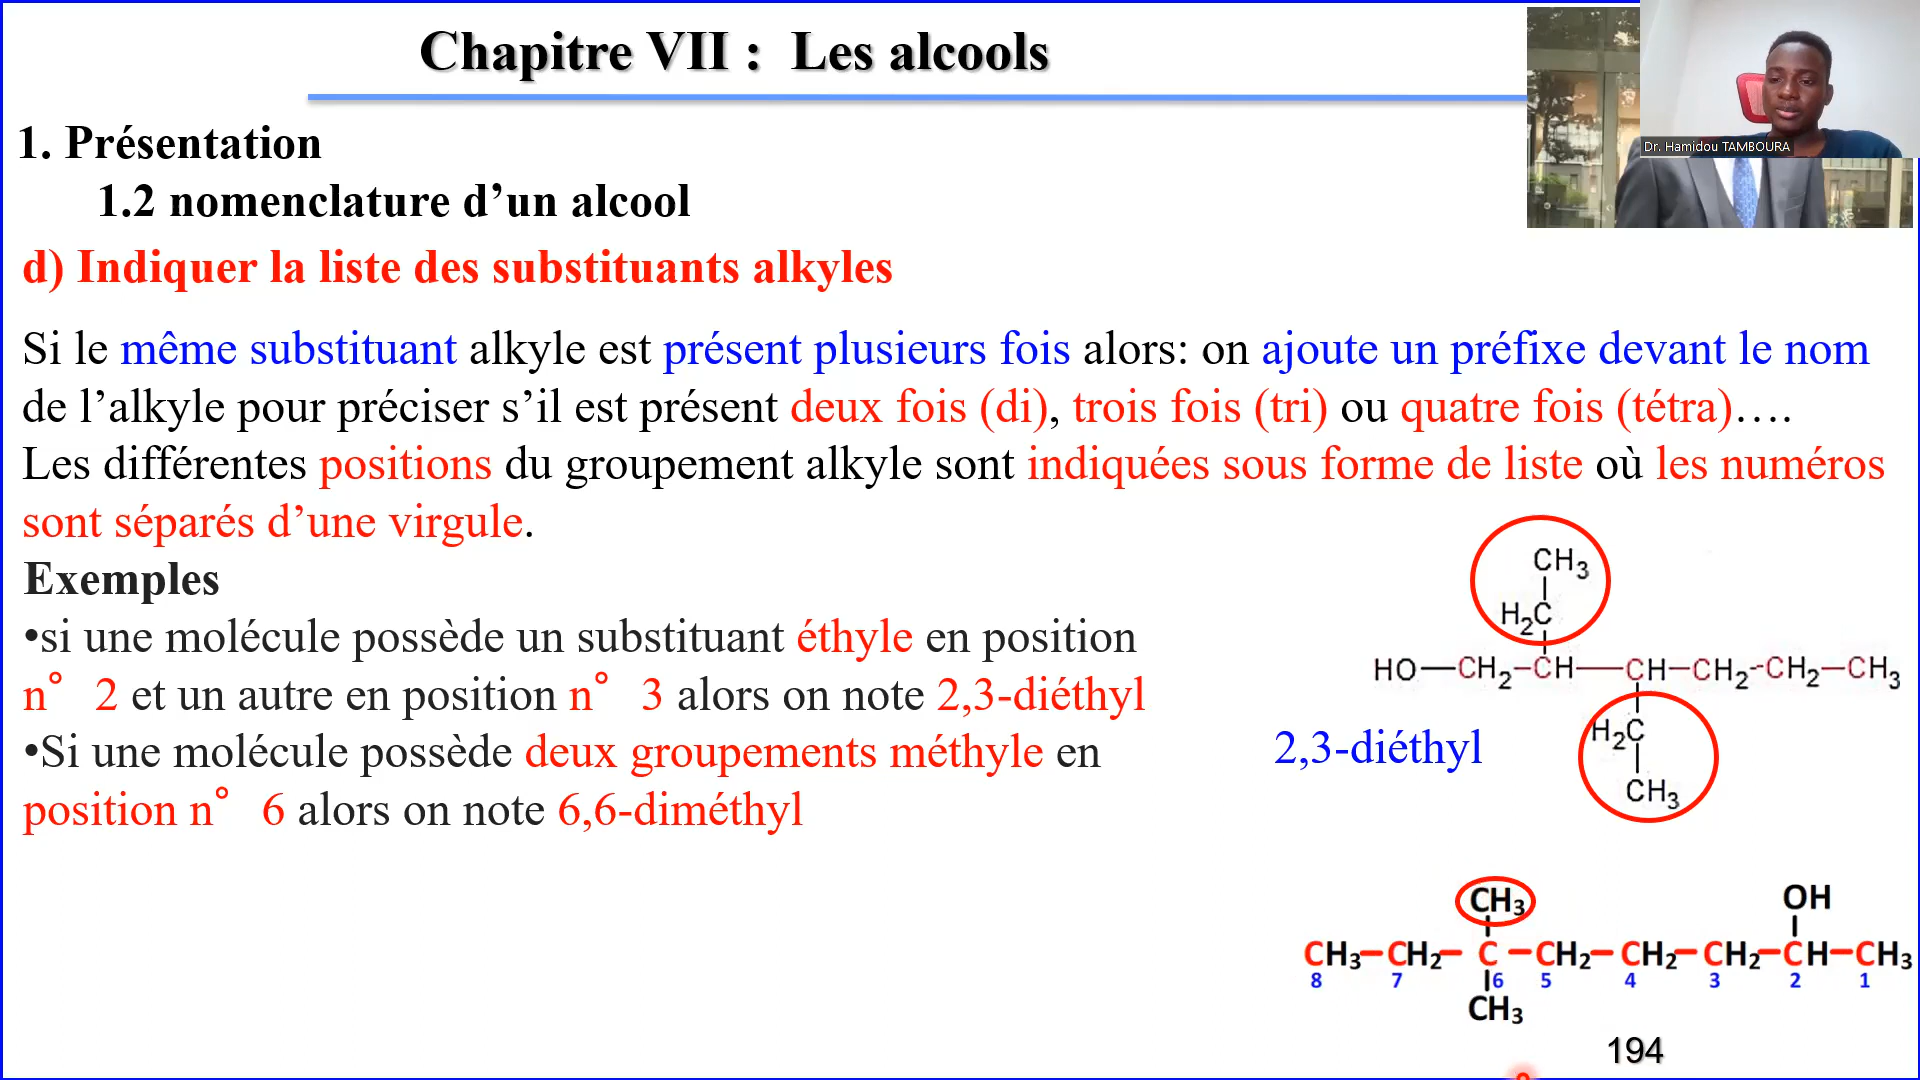 Chapitre VII : Les alcools
Dr. Hamidou TAMBOURA
1. Présentation
1.2 nomenclature d’un alcool
d) Indiquer la liste des substituants alkyles
Si le même substituant alkyle est présent plusieurs fois alors: on ajoute un préfixe devant le nom
de l’alkyle pour préciser s’il est présent deux fois (di), trois fois (tri) ou quatre fois (tétra)….
Les différentes positions du groupement alkyle sont indiquées sous forme de liste où les numéros
sont séparés d’une virgule.
Exemples
•si une molécule possède un substituant éthyle en position
n° 2 et un autre en position n° 3 alors on note 2,3-diéthyl
•Si une molécule possède deux groupements méthyle en
position n° 6 alors on note 6,6-diméthyl
CH3
H2C
HO—CH2–CH—CH–CH2–CH2–CH3
H2C
CH3
2,3-diéthyl
CH3 OH
CH3–CH2–C–CH2–CH2–CH2–CH–CH3
8 7 6 5 4 3 2 1
CH3
194